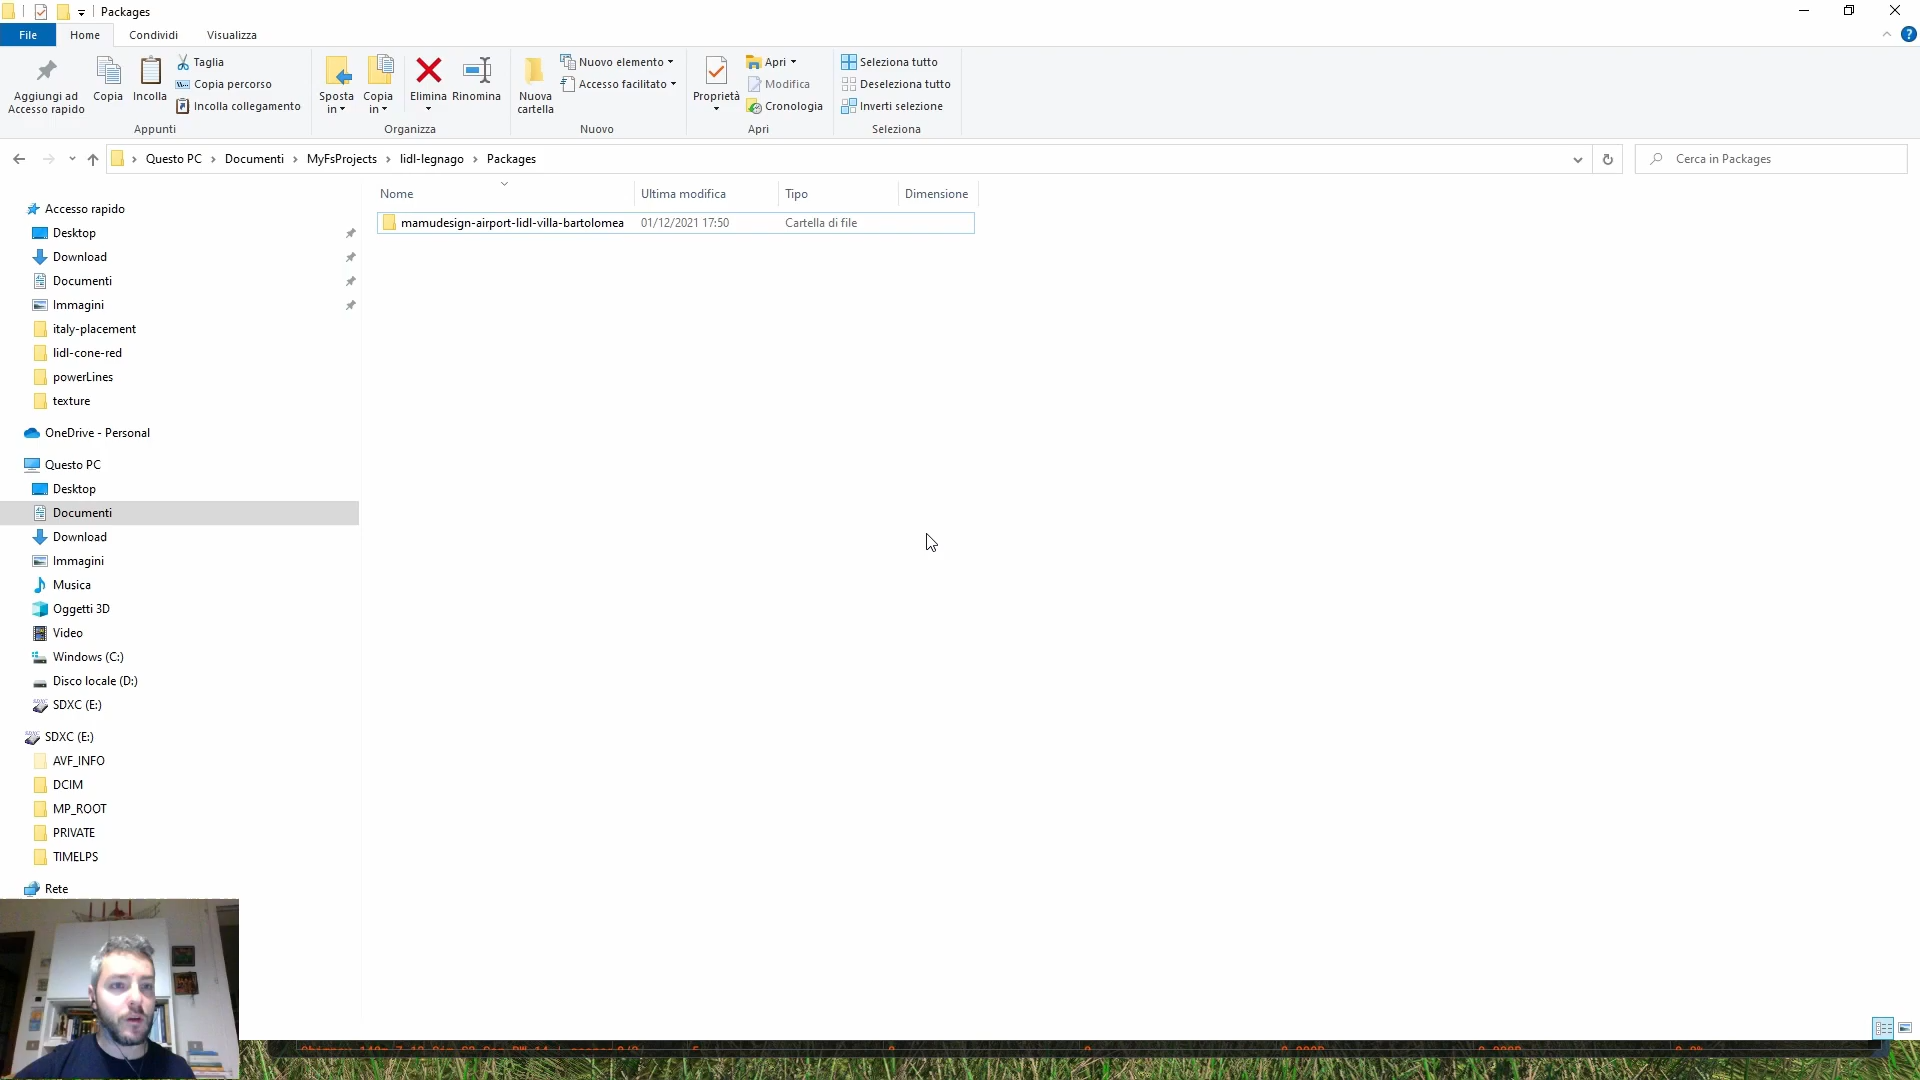 Packages
File
Home
Condividi
Visualizza
Aggiungi ad
Accesso rapido
Copia
Incolla
Taglia
Copia percorso
Incolla collegamento
Appunti
Sposta
in
Copia
in
Elimina
Rinomina
Organizza
Nuova
cartella
Nuovo elemento
Accesso facilitato
Nuovo
Proprietà
Apri
Modifica
Cronologia
Apri
Seleziona tutto
Deseleziona tutto
Inverti selezione
Seleziona
Questo PC > Documenti > MyFsProjects > lidl-legnago > Packages
Cerca in Packages
Nome
Ultima modifica
Tipo
Dimensione
mamudesign-airport-lidl-villa-bartolomea 01/12/2021 17:50 Cartella di file
Accesso rapido
Desktop
Download
Documenti
Immagini
italy-placement
lidl-cone-red
powerLines
texture
OneDrive - Personal
Questo PC
Desktop
Documenti
Download
Immagini
Musica
Oggetti 3D
Video
Windows (C:)
Disco locale (D:)
SDXC (E:)
SDXC (E:)
AVF_INFO
DCIM
MP_ROOT
PRIVATE
TIMELPS
Rete